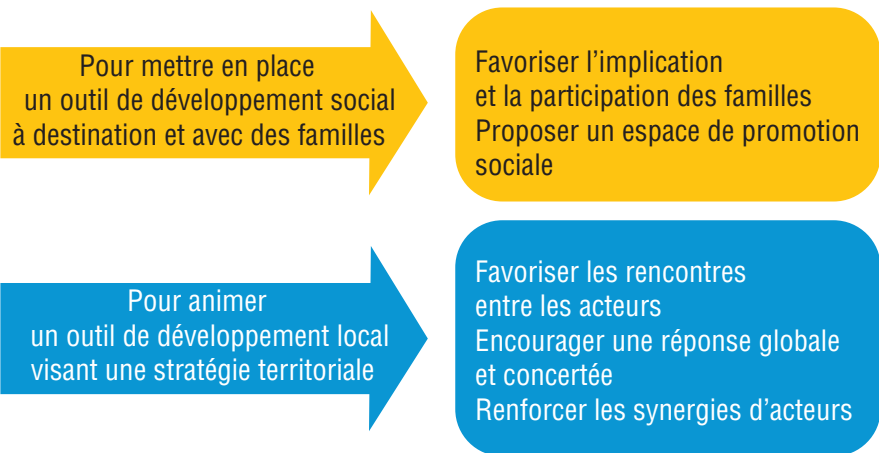 Pour mettre en place
un outil de développement social
à destination et avec des familles
Favoriser l’implication
et la participation des familles
Proposer un espace de promotion
sociale
Pour animer
un outil de développement local
visant une stratégie territoriale
Favoriser les rencontres
entre les acteurs
Encourager une réponse globale
et concertée
Renforcer les synergies d’acteurs